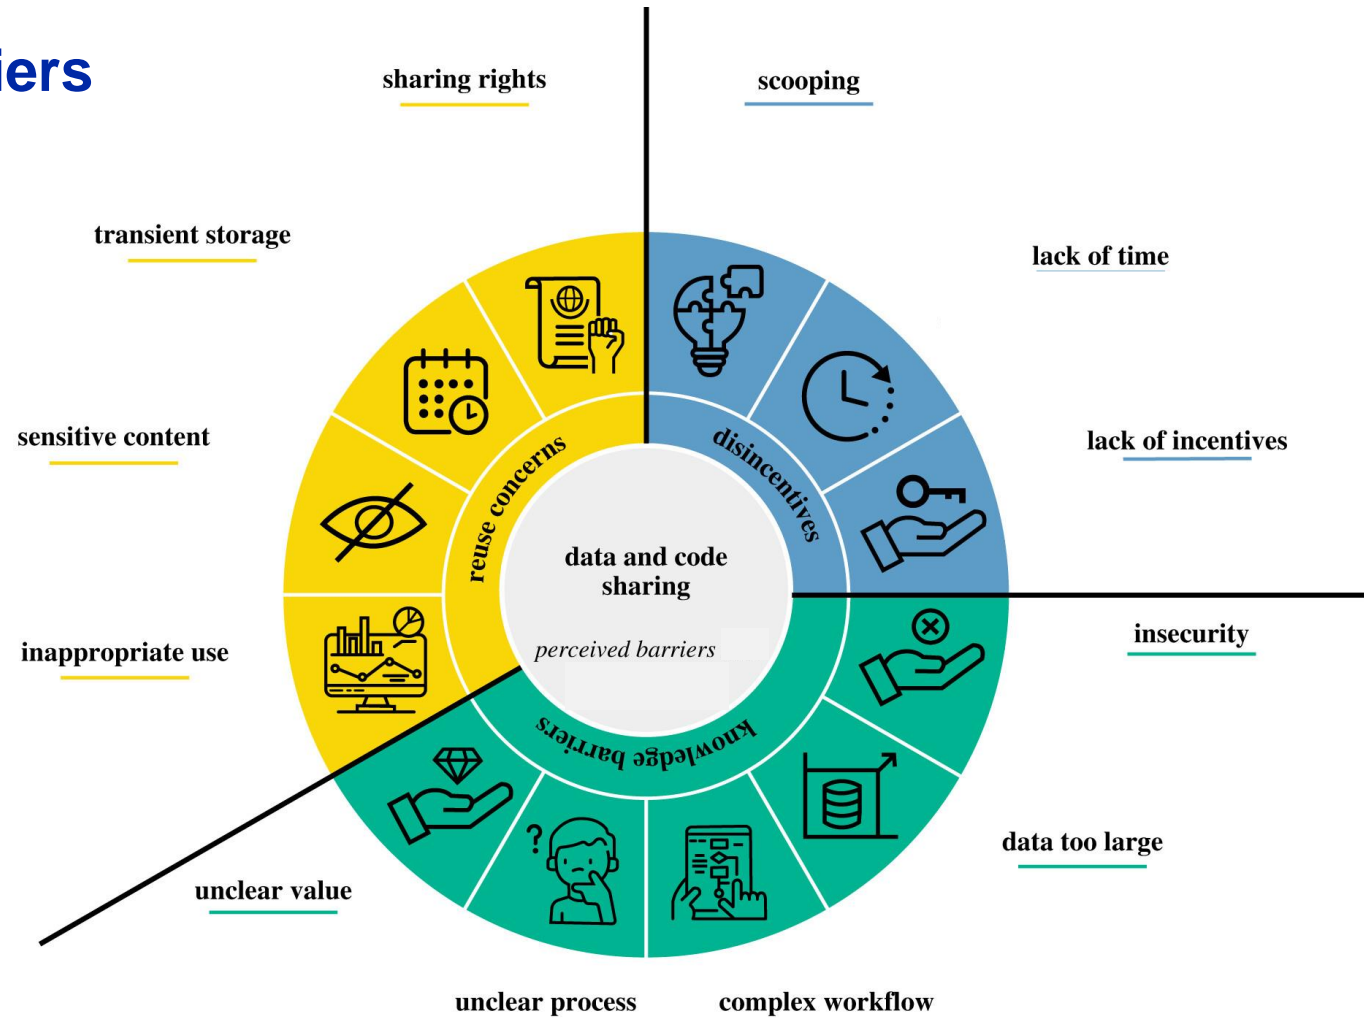 iers
sharing rights
scooping
transient storage
lack of time
sensitive content
lack of incentives
reuse concerns
disincentives
data and code
sharing
perceived barriers
inappropriate use
insecurity
knowledge barriers
?
data too large
unclear value
unclear process
complex workflow